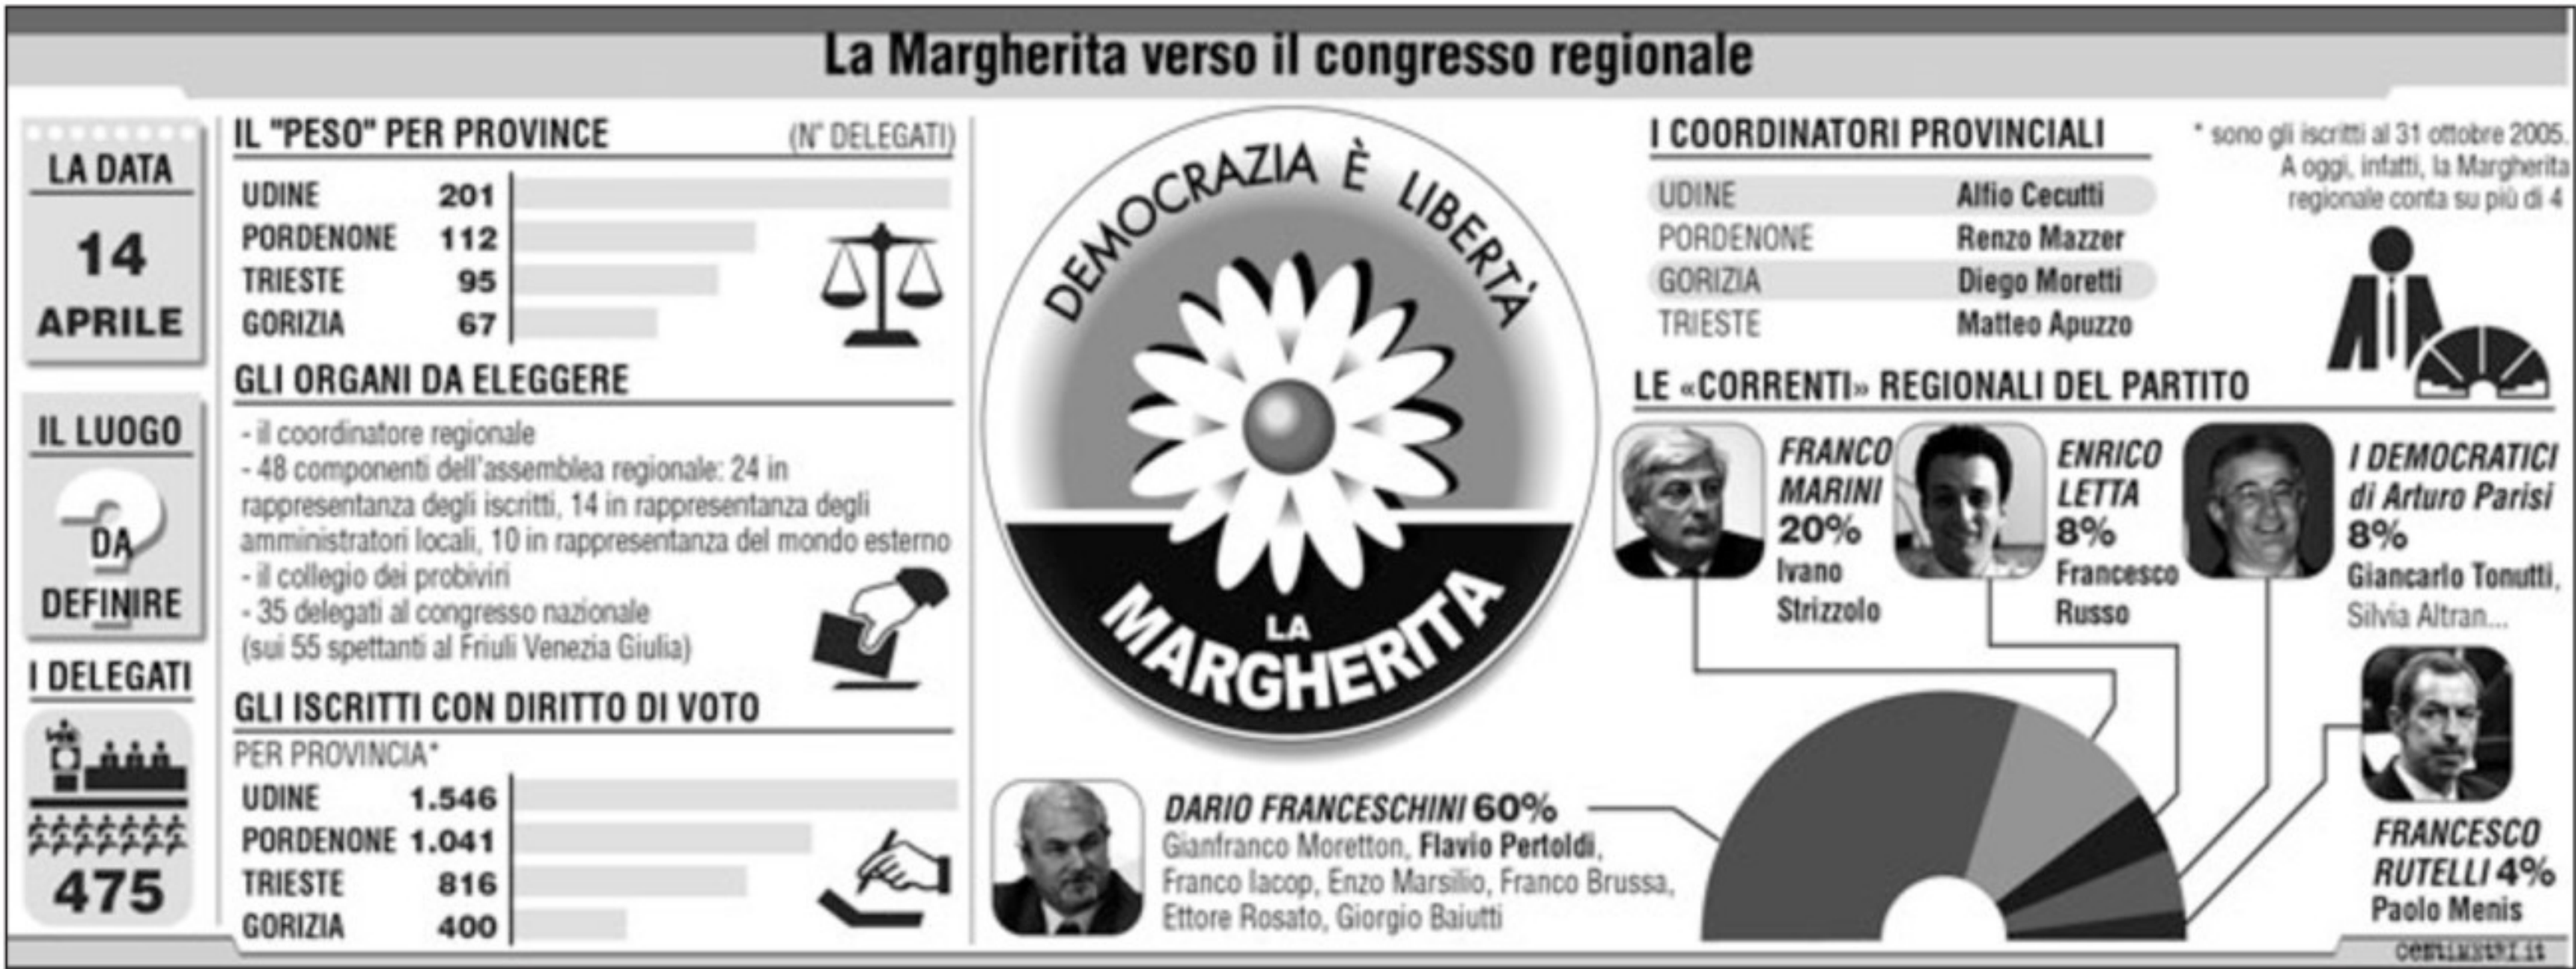 La Margherita verso il congresso regionale
LA DATA
14
APRILE
IL LUOGO
DA
DEFINIRE
I DELEGATI
475
IL "PESO" PER PROVINCE (N° DELEGATI)
UDINE 201
PORDENONE 112
TRIESTE 95
GORIZIA 67
GLI ORGANI DA ELEGGERE
- il coordinatore regionale
- 48 componenti dell'assemblea regionale: 24 in
rappresentanza degli iscritti, 14 in rappresentanza degli
amministratori locali, 10 in rappresentanza del mondo esterno
- il collegio dei probiviri
- 35 delegati al congresso nazionale
(sui 55 spettanti al Friuli Venezia Giulia)
GLI ISCRITTI CON DIRITTO DI VOTO
PER PROVINCIA*
UDINE 1.546
PORDENONE 1.041
TRIESTE 816
GORIZIA 400
DEMOCRAZIA È LIBERTÀ
LA
MARGHERITA
DARIO FRANCESCHINI 60%
Gianfranco Moretton, Flavio Pertoldi,
Franco Iacop, Enzo Marsilio, Franco Brussa,
Ettore Rosato, Giorgio Baiutti
I COORDINATORI PROVINCIALI
UDINE Alfio Cecutti
PORDENONE Renzo Mazzer
GORIZIA Diego Moretti
TRIESTE Matteo Apuzzo
* sono gli iscritti al 31 ottobre 2005.
A oggi, infatti, la Margherita
regionale conta su più di 4
LE «CORRENTI» REGIONALI DEL PARTITO
FRANCO
MARINI
20%
Ivano
Strizzolo
ENRICO
LETTA
8%
Francesco
Russo
I DEMOCRATICI
di Arturo Parisi
8%
Giancarlo Tonutti,
Silvia Altran...
FRANCESCO
RUTELLI 4%
Paolo Menis
CENTIMETRI.it